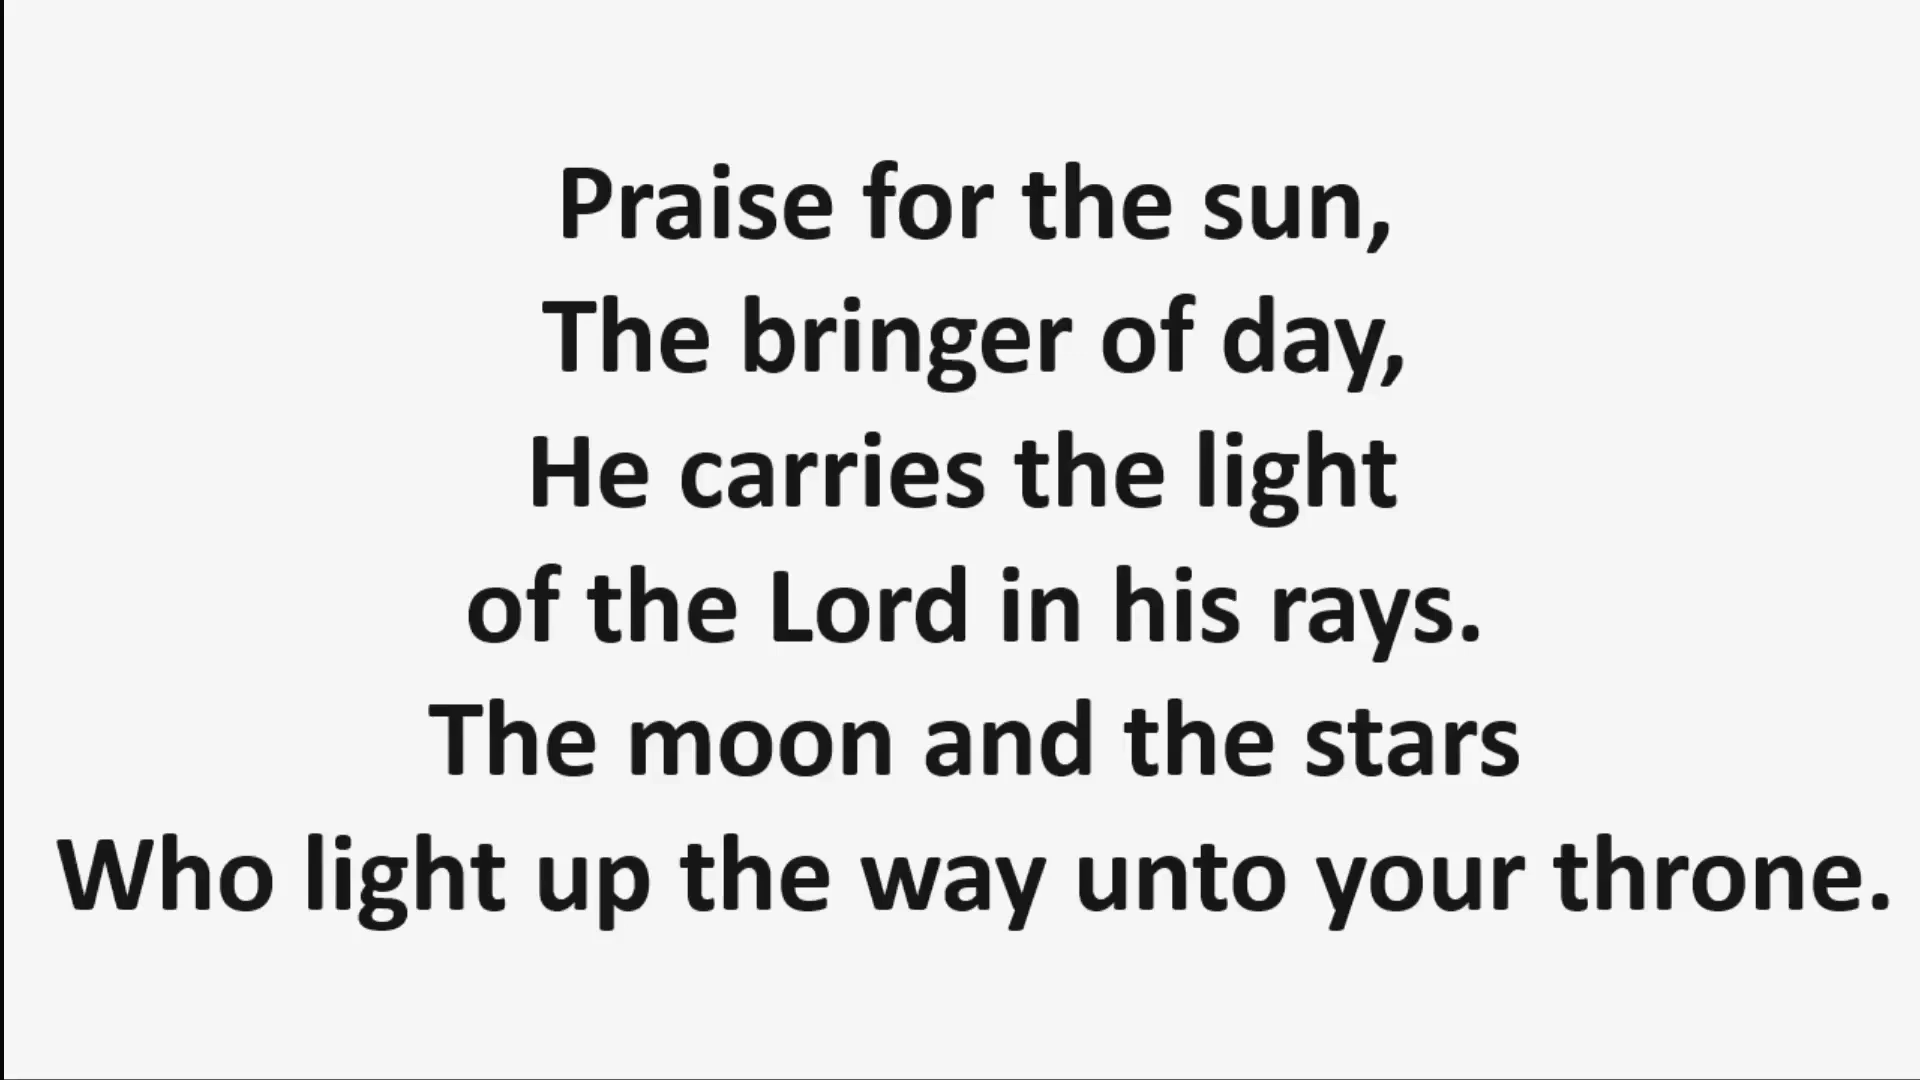 Praise for the sun,
The bringer of day,
He carries the light
of the Lord in his rays.
The moon and the stars
Who light up the way unto your throne.